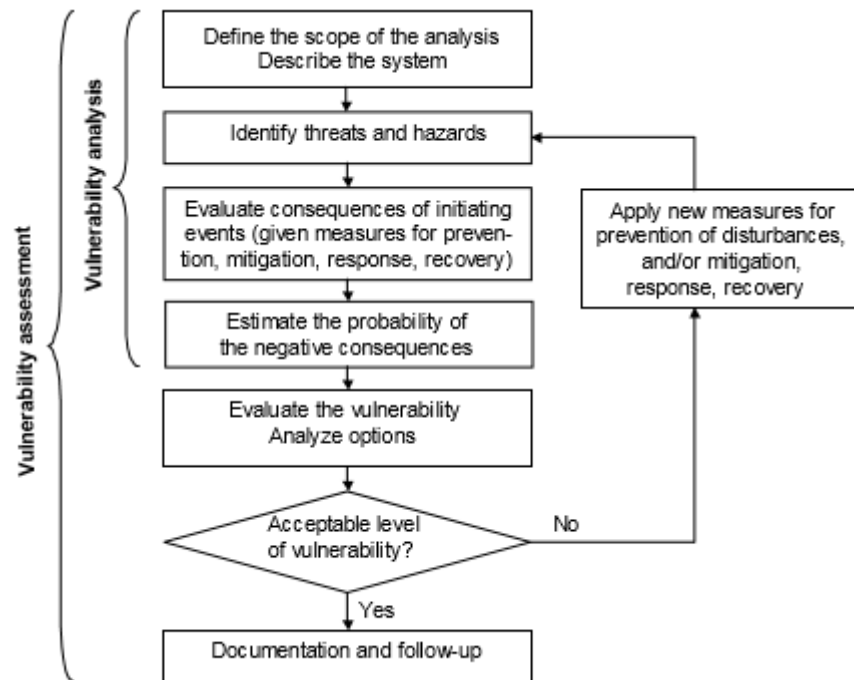 Vulnerability assessment
Vulnerability analysis
Define the scope of the analysis
Describe the system
Identify threats and hazards
Evaluate consequences of initiating
events (given measures for preven-
tion, mitigation, response, recovery)
Estimate the probability of
the negative consequences
Evaluate the vulnerability
Analyze options
Acceptable level
of vulnerability?
No
Apply new measures for
prevention of disturbances,
and/or mitigation,
response, recovery
Yes
Documentation and follow-up